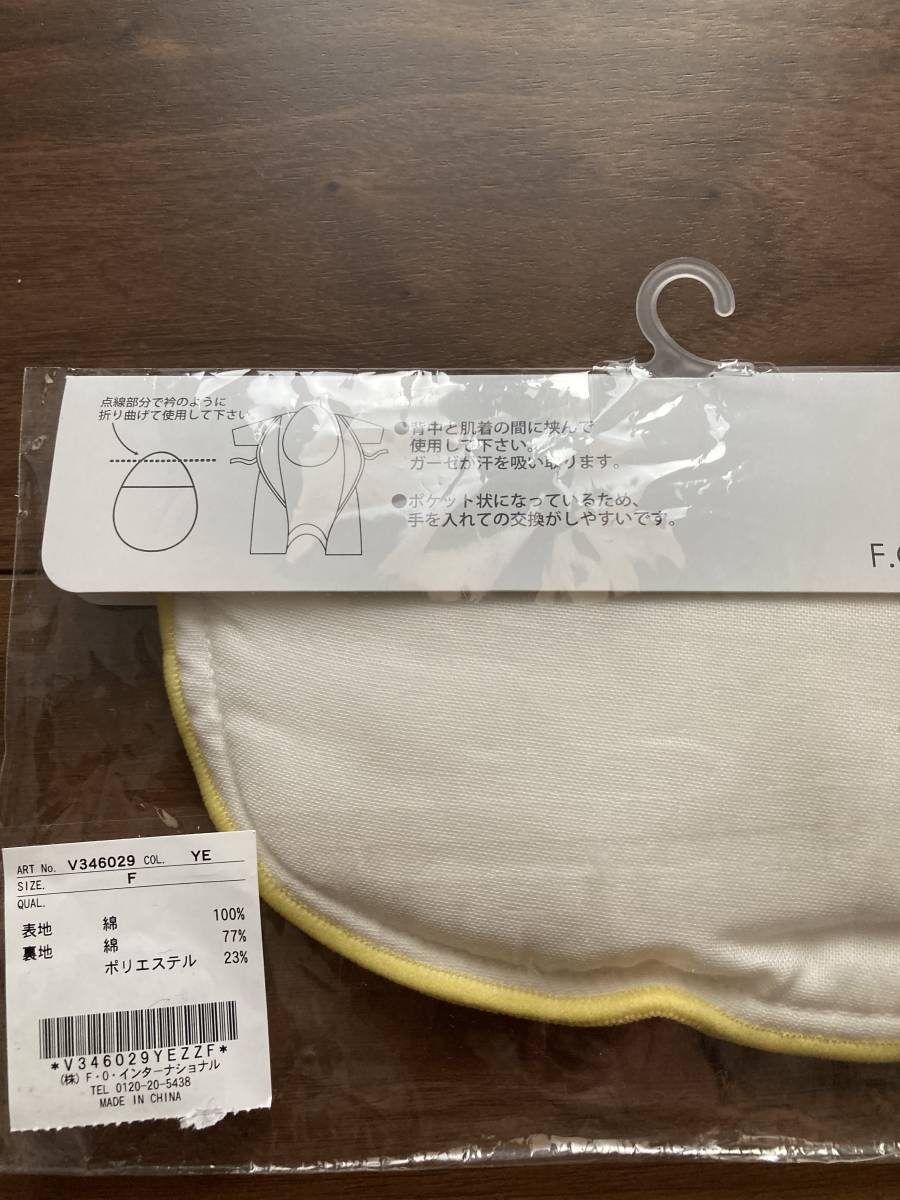 点線部分で衿のように
折り曲げて使用して下さい
●背中と肌着の間に挟んで
使用して下さい。
ガーゼが汗を吸い取ります。
●ポケット状になっているため、
手を入れての交換がしやすいです。
F.
ART No. V346029 COL. YE
SIZE. F
QUAL.
表地 綿 100%
裏地 綿 77%
ポリエステル 23%
*V346029YEZZF*
(株) F・O・インターナショナル
TEL 0120-20-5438
MADE IN CHINA